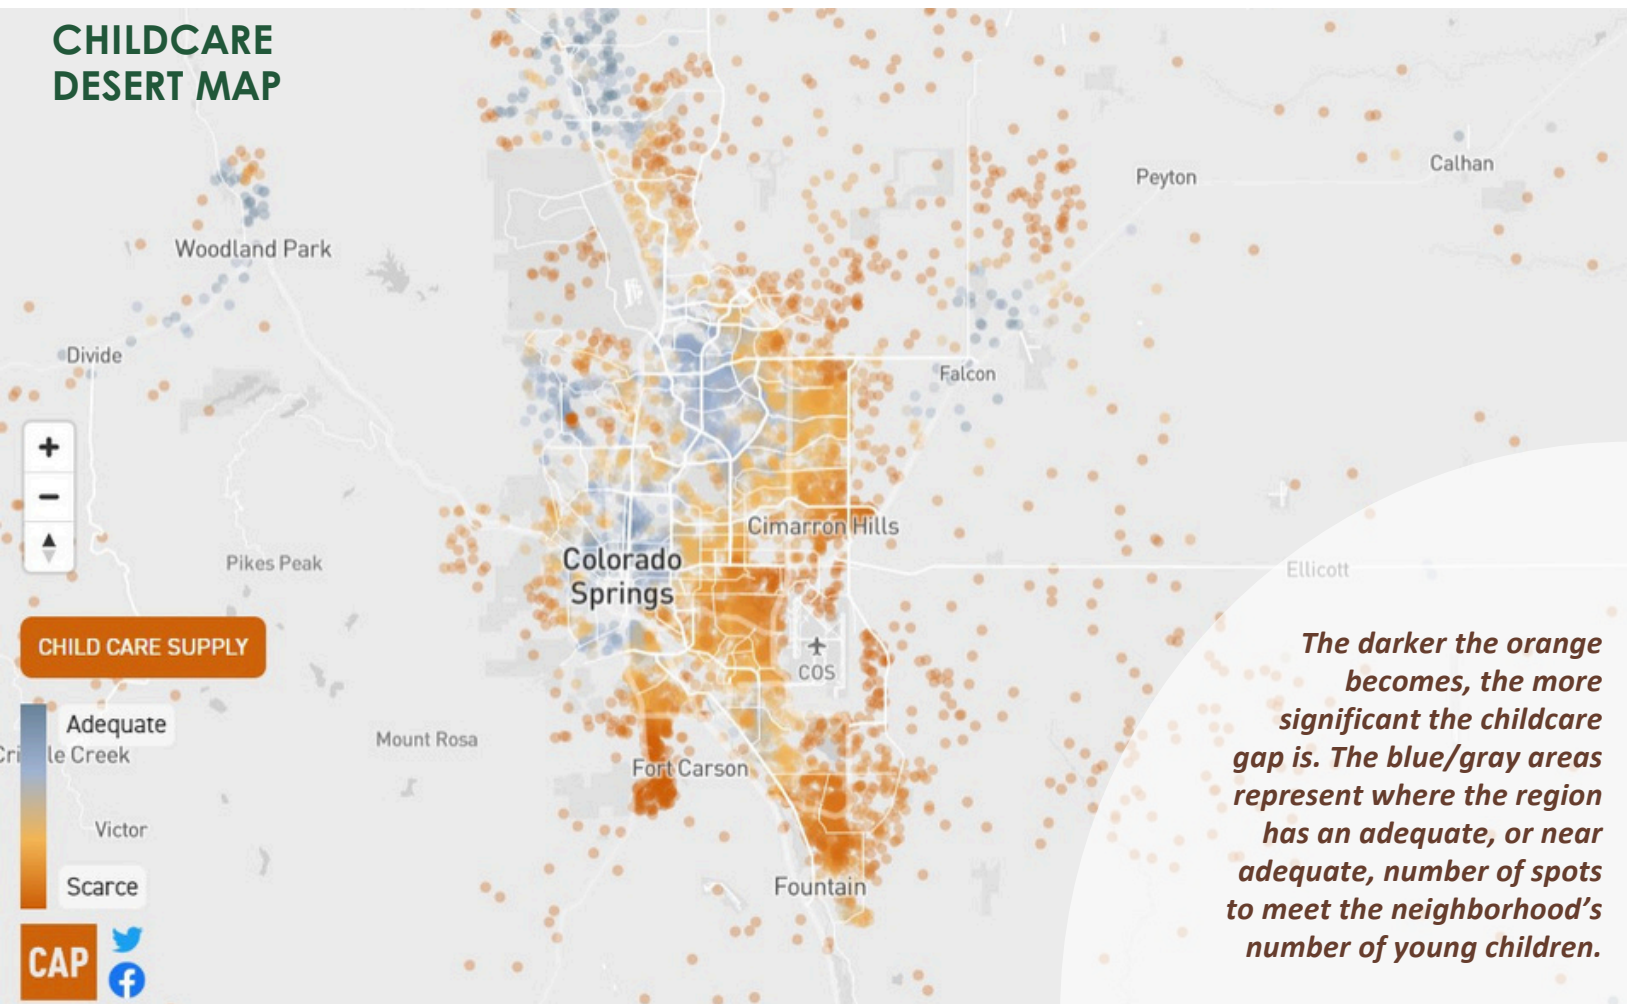 CHILDCARE
DESERT MAP
Peyton
Calhan
Woodland Park
Divide
Falcon
+
−
Cimarron Hills
Colorado
Springs
Pikes Peak
Ellicott
CHILD CARE SUPPLY
COS
The darker the orange
becomes, the more
significant the childcare
gap is. The blue/gray areas
represent where the region
has an adequate, or near
adequate, number of spots
to meet the neighborhood’s
number of young children.
Adequate
Creek
Mount Rosa
Fort Carson
Victor
Scarce
Fountain
CAP